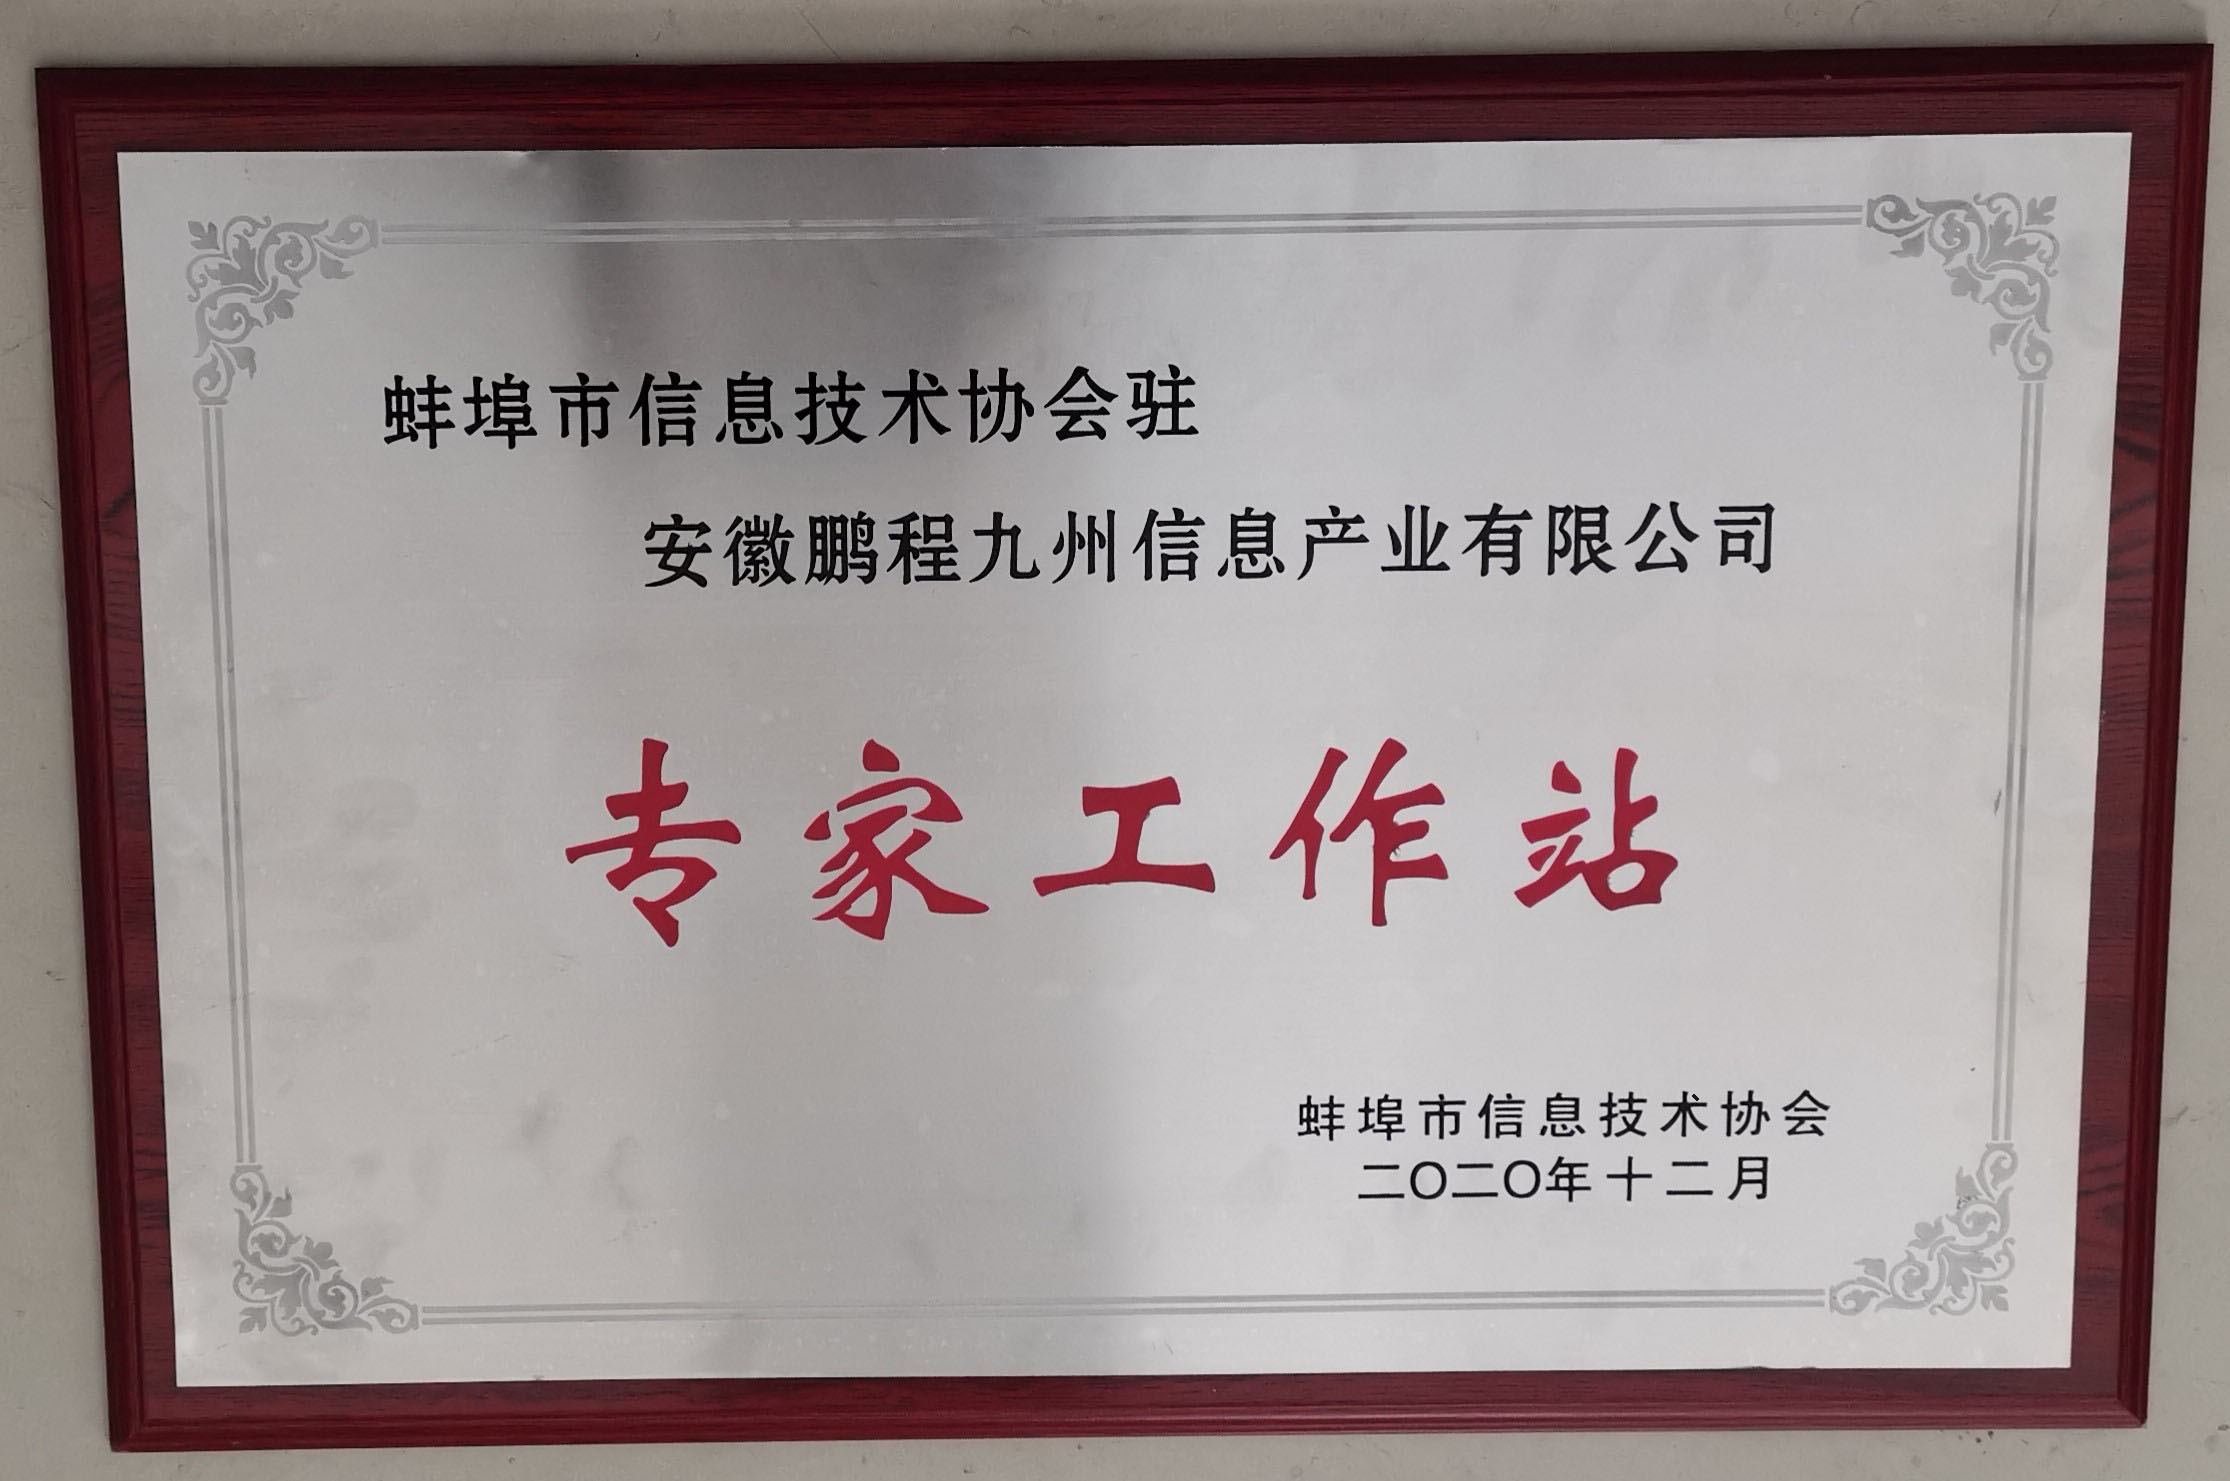 蚌埠市信息技术协会驻
安徽鹏程九州信息产业有限公司
专家工作站
蚌埠市信息技术协会
二〇二〇年十二月